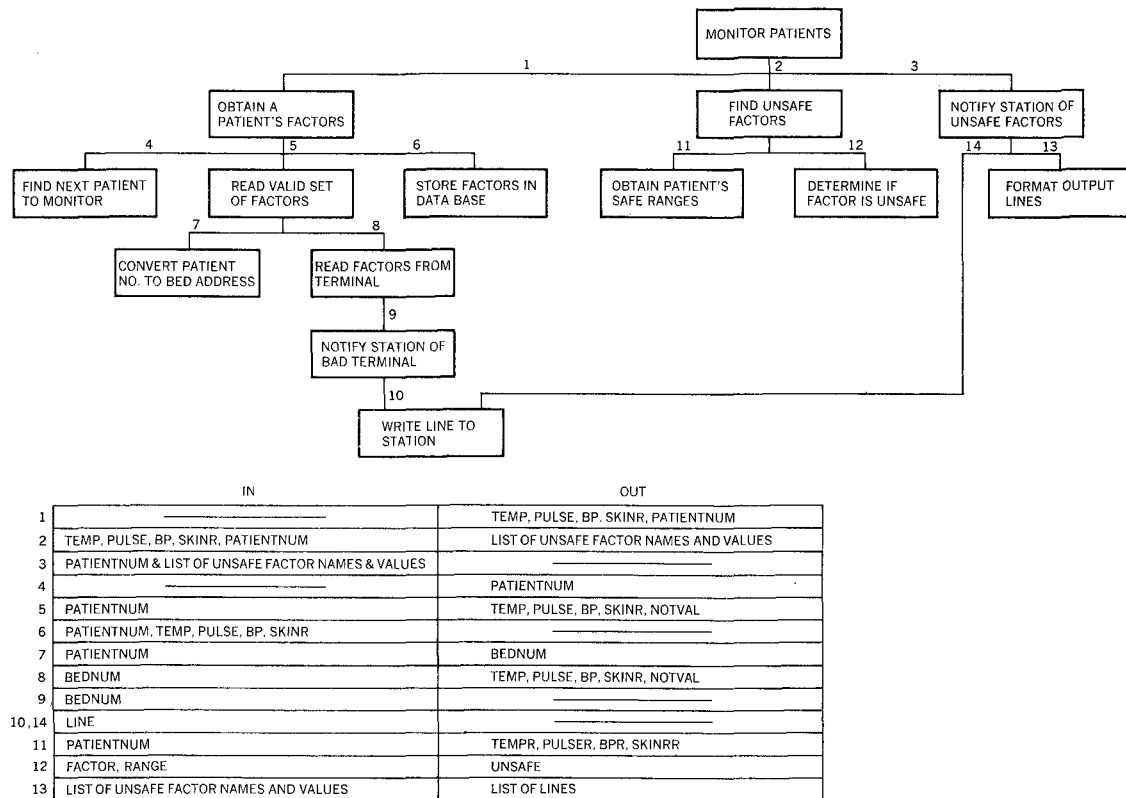 MONITOR PATIENTS
1
2
3
OBTAIN A
PATIENT'S FACTORS
FIND UNSAFE
FACTORS
NOTIFY STATION OF
UNSAFE FACTORS
4
5
6
11
12
14
13
FIND NEXT PATIENT
TO MONITOR
READ VALID SET
OF FACTORS
STORE FACTORS IN
DATA BASE
OBTAIN PATIENT'S
SAFE RANGES
DETERMINE IF
FACTOR IS UNSAFE
FORMAT OUTPUT
LINES
7
8
CONVERT PATIENT
NO. TO BED ADDRESS
READ FACTORS FROM
TERMINAL
9
NOTIFY STATION OF
BAD TERMINAL
10
WRITE LINE TO
STATION
IN OUT
1 TEMP, PULSE, BP. SKINR, PATIENTNUM
2 TEMP, PULSE, BP, SKINR, PATIENTNUM LIST OF UNSAFE FACTOR NAMES AND VALUES
3 PATIENTNUM & LIST OF UNSAFE FACTOR NAMES & VALUES
4 PATIENTNUM
5 PATIENTNUM TEMP, PULSE, BP, SKINR, NOTVAL
6 PATIENTNUM, TEMP, PULSE, BP. SKINR
7 PATIENTNUM BEDNUM
8 BEDNUM TEMP, PULSE, BP, SKINR, NOTVAL
9 BEDNUM
10,14 LINE
11 PATIENTNUM TEMPR, PULSER, BPR, SKINRR
12 FACTOR, RANGE UNSAFE
13 LIST OF UNSAFE FACTOR NAMES AND VALUES LIST OF LINES